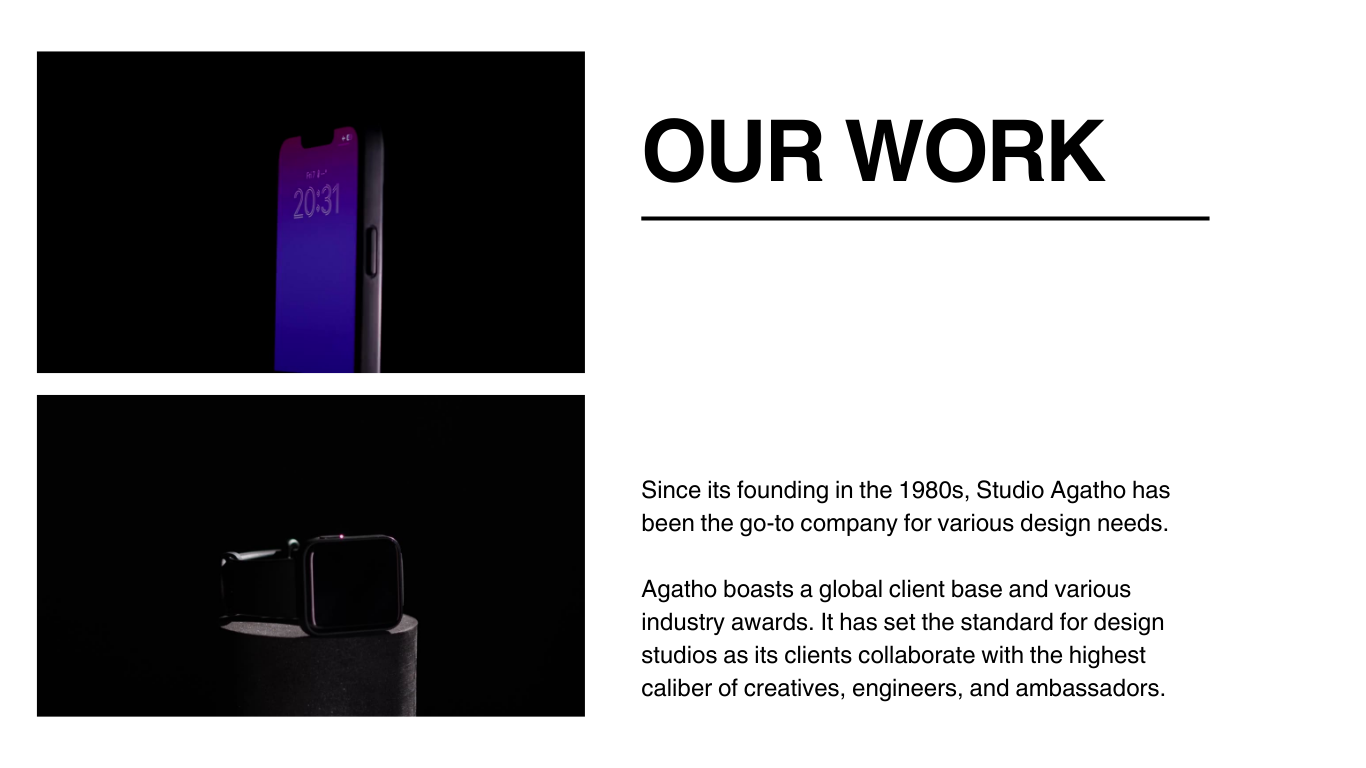 20:31
OUR WORK
Since its founding in the 1980s, Studio Agatho has
been the go-to company for various design needs.
Agatho boasts a global client base and various
industry awards. It has set the standard for design
studios as its clients collaborate with the highest
caliber of creatives, engineers, and ambassadors.